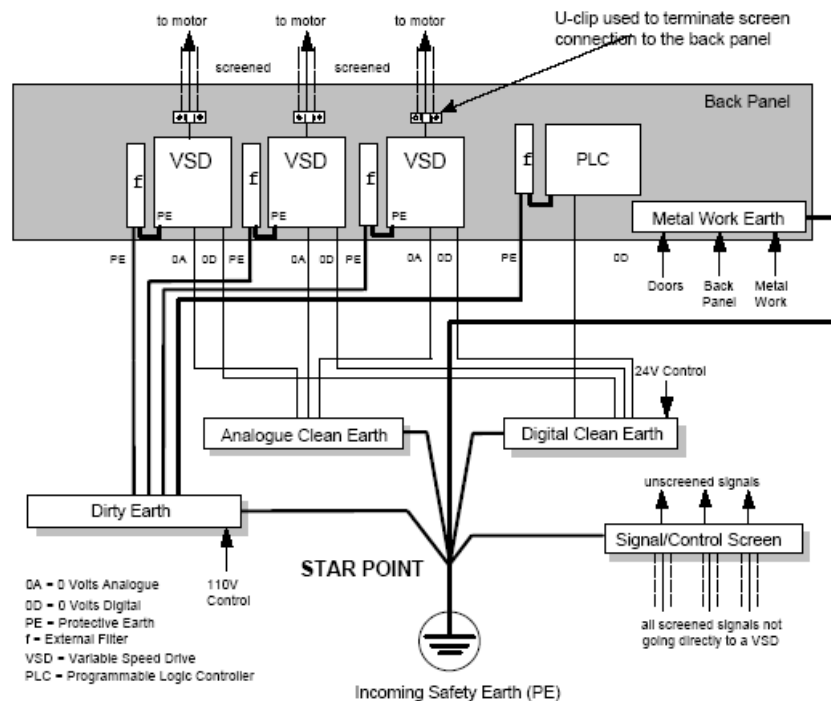 to motor
to motor
to motor
U-clip used to terminate screen
connection to the back panel
screened
screened
Back Panel
f
VSD
f
VSD
f
VSD
f
PLC
PE
PE
PE
Metal Work Earth
PE
0A
0D
PE
0A
0D
PE
0A
0D
PE
0D
Doors
Back
Panel
Metal
Work
24V Control
Analogue Clean Earth
Digital Clean Earth
unscreened signals
Dirty Earth
Signal/Control Screen
STAR POINT
110V
Control
0A = 0 Volts Analogue
0D = 0 Volts Digital
PE = Protective Earth
f = External Filter
VSD = Variable Speed Drive
PLC = Programmable Logic Controller
all screened signals not
going directly to a VSD
Incoming Safety Earth (PE)